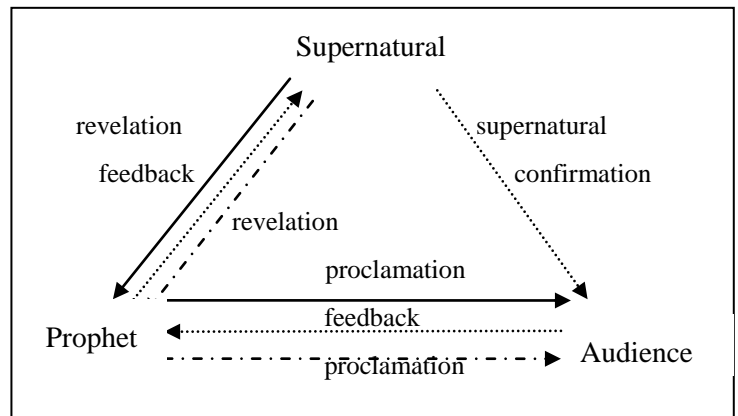 Supernatural
revelation
supernatural
feedback
confirmation
revelation
proclamation
feedback
Prophet
Audience
proclamation